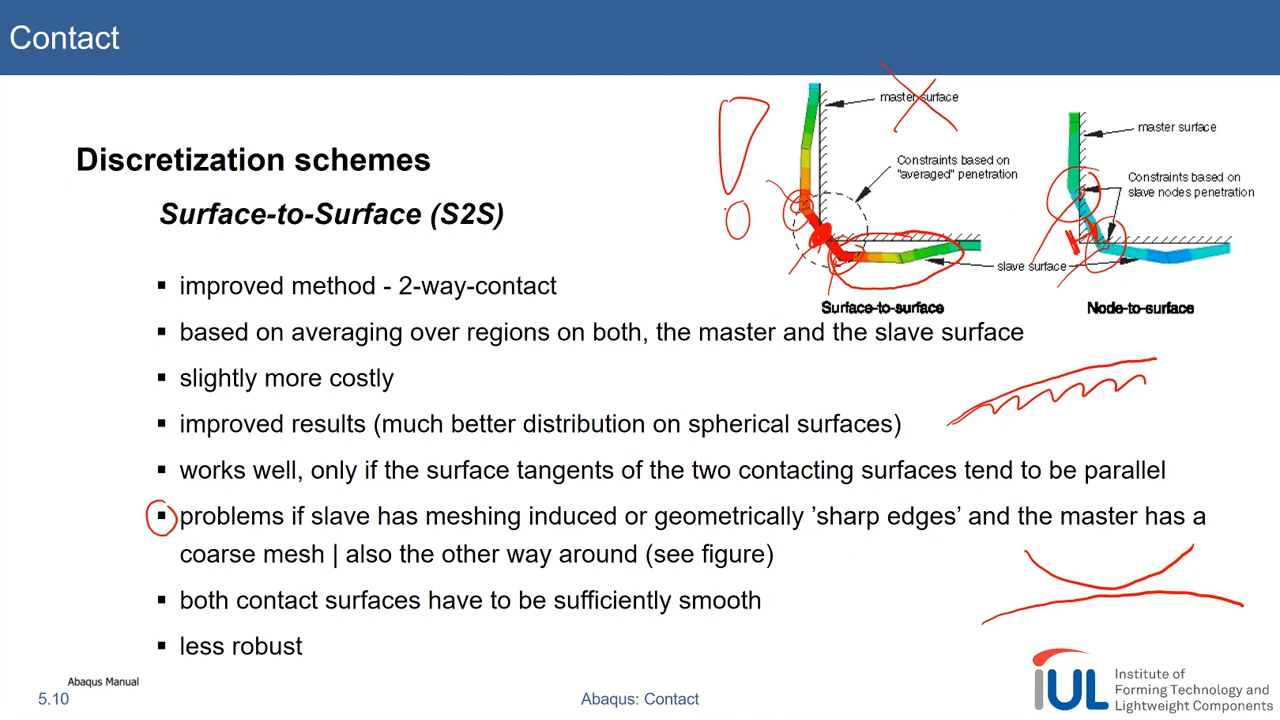 Contact
master surface
Constraints based on
"averaged" penetration
slave surface
Surface-to-surface
master surface
Constraints based on
slave nodes penetration
Node-to-surface
Discretization schemes
Surface-to-Surface (S2S)
▪ improved method - 2-way-contact
▪ based on averaging over regions on both, the master and the slave surface
▪ slightly more costly
▪ improved results (much better distribution on spherical surfaces)
▪ works well, only if the surface tangents of the two contacting surfaces tend to be parallel
▪ problems if slave has meshing induced or geometrically ’sharp edges’ and the master has a
coarse mesh | also the other way around (see figure)
▪ both contact surfaces have to be sufficiently smooth
▪ less robust
Abaqus Manual
5.10
Abaqus: Contact
IUL
Institute of
Forming Technology and
Lightweight Components